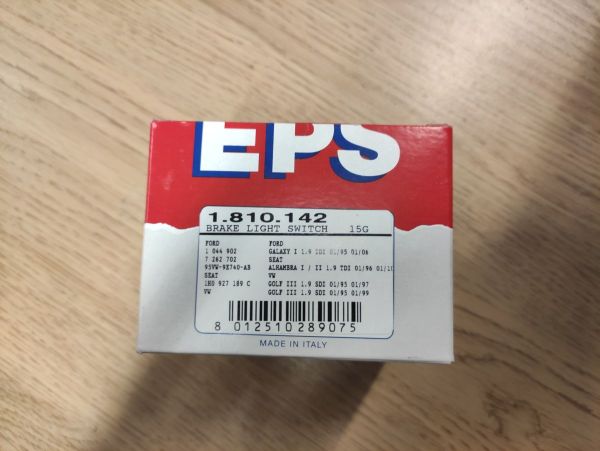 EPS
1.810.142
BRAKE LIGHT SWITCH 15G
FORD FORD
1 044 902 GALAXY I 1.9 TDI 01/95 01/06
7 262 702 SEAT
95VW-9K740-AB ALHAMBRA I / II 1.9 TDI 01/96 01/10
SEAT VW
1H0 927 189 C GOLF III 1.9 SDI 01/95 01/97
VW GOLF III 1.9 SDI 01/95 01/99
8 012510 289075
MADE IN ITALY